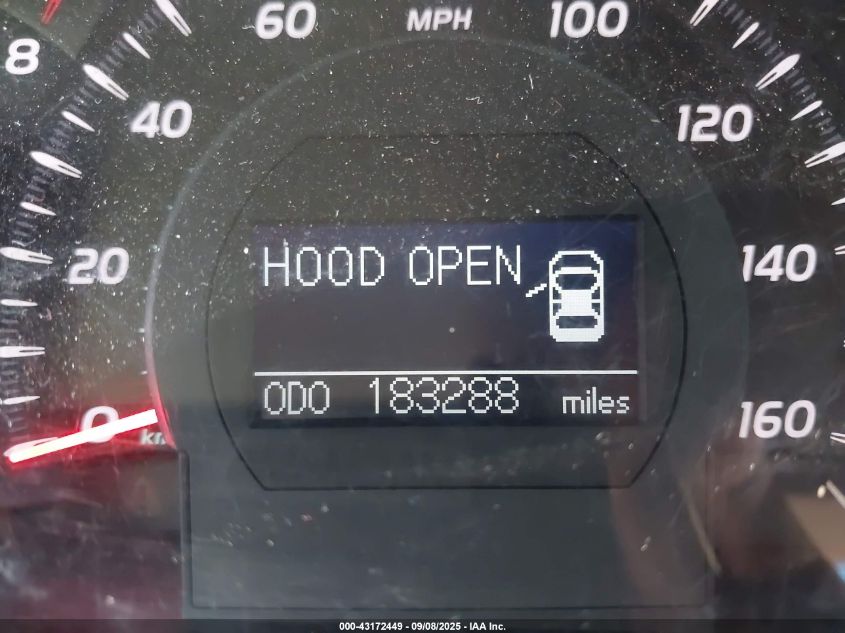 60 MPH 100
8
40 120
HOOD OPEN
20 140
ODO 183288 miles
0 160
000-43172449 - 09/08/2025 - IAA Inc.